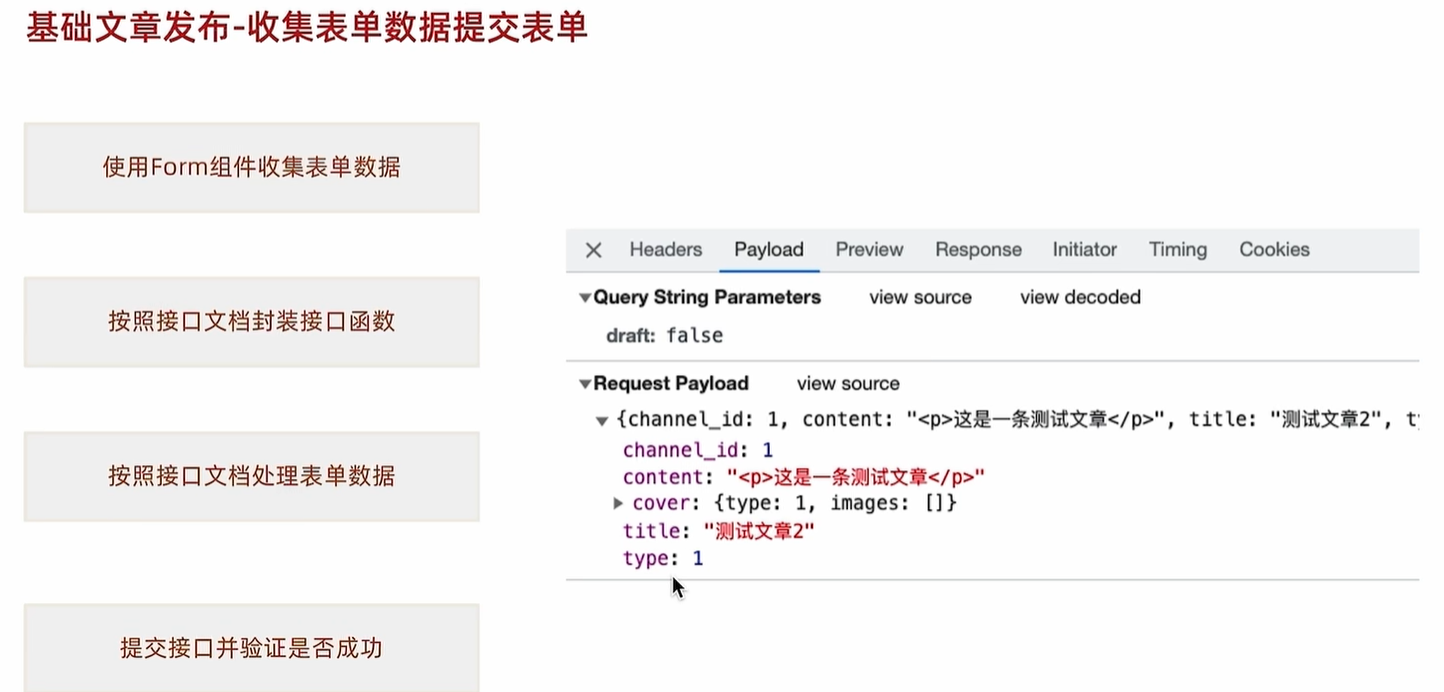 基础文章发布-收集表单数据提交表单
使用Form组件收集表单数据
按照接口文档封装接口函数
按照接口文档处理表单数据
提交接口并验证是否成功
Headers Payload Preview Response Initiator Timing Cookies
Query String Parameters view source view decoded
draft: false
Request Payload view source
{channel_id: 1, content: "<p>这是一条测试文章</p>", title: "测试文章2",
channel_id: 1
content: "<p>这是一条测试文章</p>"
cover: {type: 1, images: []}
title: "测试文章2"
type: 1